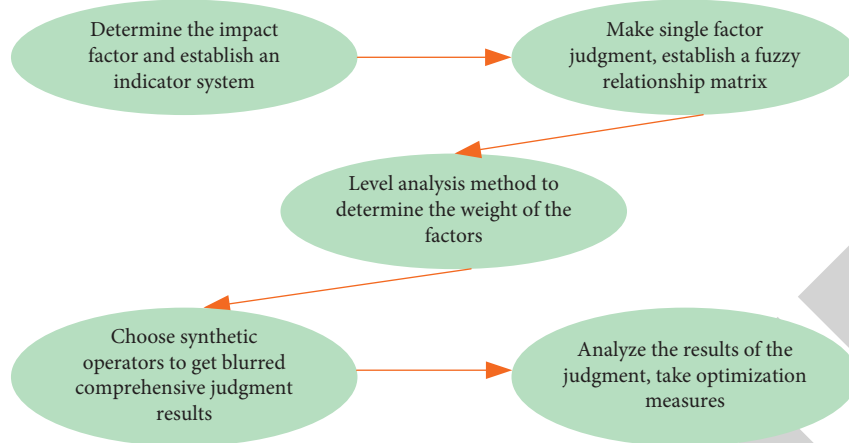 Determine the impact
factor and establish an
indicator system
Make single factor
judgment, establish a fuzzy
relationship matrix
Level analysis method to
determine the weight of the
factors
Choose synthetic
operators to get blurred
comprehensive judgment
results
Analyze the results of the
judgment, take optimization
measures